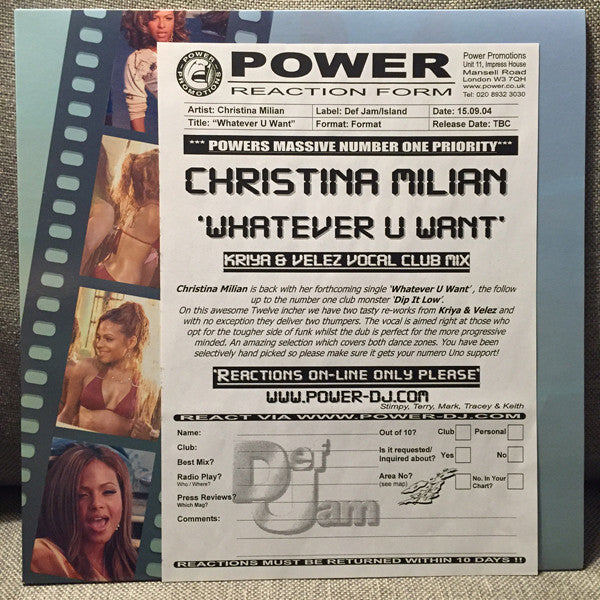 POWER PROMOTIONS
POWER
REACTION FORM
Power Promotions
Unit 11, Impress House
Mansell Road
London W3 7QH
www.power.co.uk
Tel: 020 8932 3030
Artist: Christina Milian Label: Def Jam/Island Date: 15.09.04
Title: "Whatever U Want" Format: Format Release Date: TBC
*** POWERS MASSIVE NUMBER ONE PRIORITY***
CHRISTINA MILIAN
'WHATEVER U WANT'
KRIYA & VELEZ VOCAL CLUB MIX
Christina Milian is back with her forthcoming single 'Whatever U Want', the follow
up to the number one club monster 'Dip It Low'.
On this awesome Twelve incher we have two tasty re-works from Kriya & Velez and
with no exception they deliver two thumpers. The vocal is aimed right at those who
opt for the tougher side of funk whilst the dub is perfect for the more progressive
minded. An amazing selection which covers both dance zones. You have been
selectively hand picked so please make sure it gets your numero Uno support!
'REACTIONS ON-LINE ONLY PLEASE'
WWW.POWER-DJ.COM
Stimpy, Terry, Mark, Tracey & Keith
REACT VIA WWW.POWER-DJ.COM
Name: Out of 10? Club Personal
Club: Is it requested/
Inquired about? Yes No
Best Mix?
Radio Play?
Who / Where?
Area No?
(see map)
No. In Your
Chart?
Press Reviews?
Which Mag?
Comments:
Def
Jam
REACTIONS MUST BE RETURNED WITHIN 10 DAYS !!